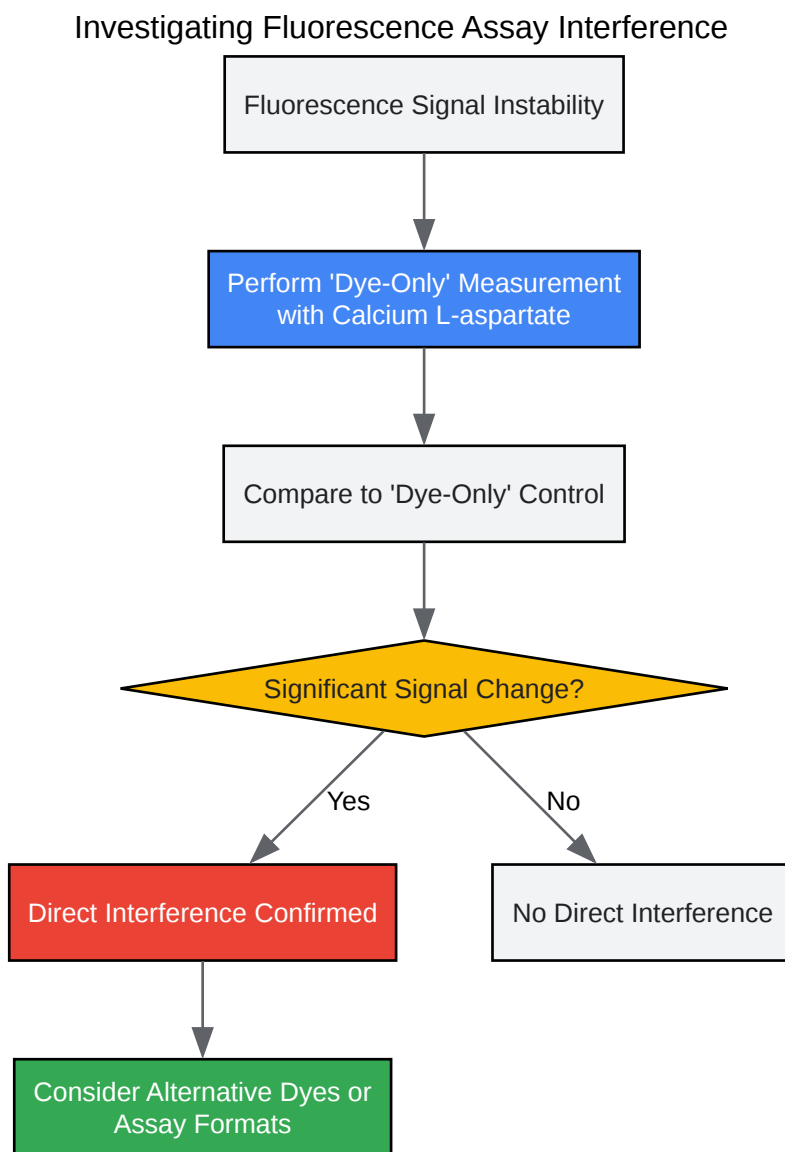 Investigating Fluorescence Assay Interference
Fluorescence Signal Instability
Perform 'Dye-Only' Measurement
with Calcium L-aspartate
Compare to 'Dye-Only' Control
Significant Signal Change?
Yes
No
Direct Interference Confirmed
No Direct Interference
Consider Alternative Dyes or
Assay Formats